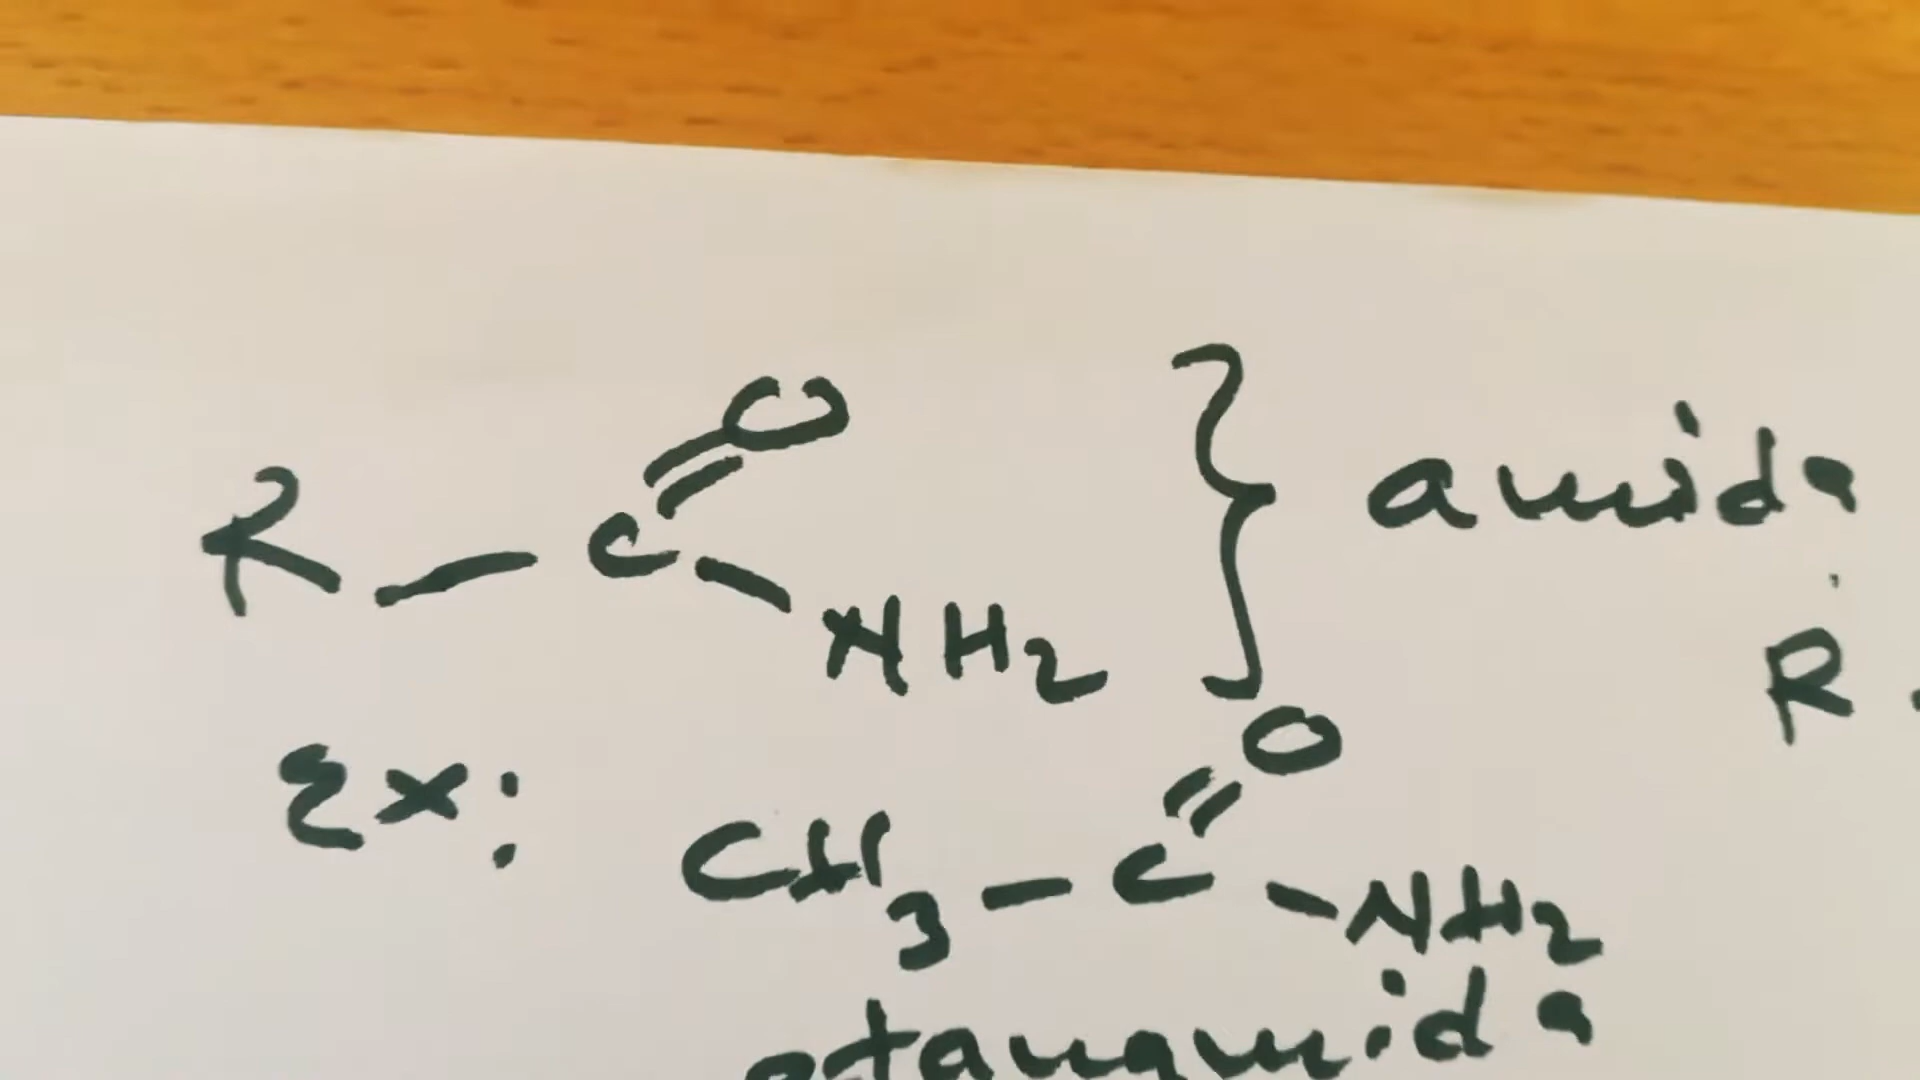 O
R - C } amida
NH2
R
Ex:
O
CH3 - C - NH2
etanamida